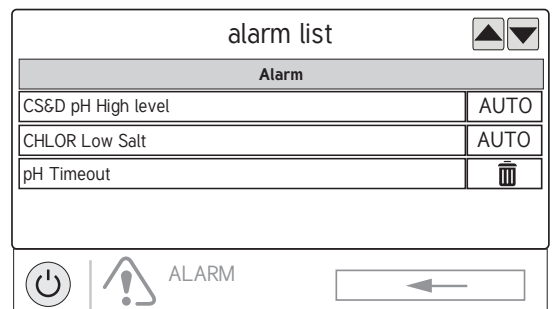 alarm list
Alarm
CS&D pH High level AUTO
CHLOR Low Salt AUTO
pH Timeout
ALARM